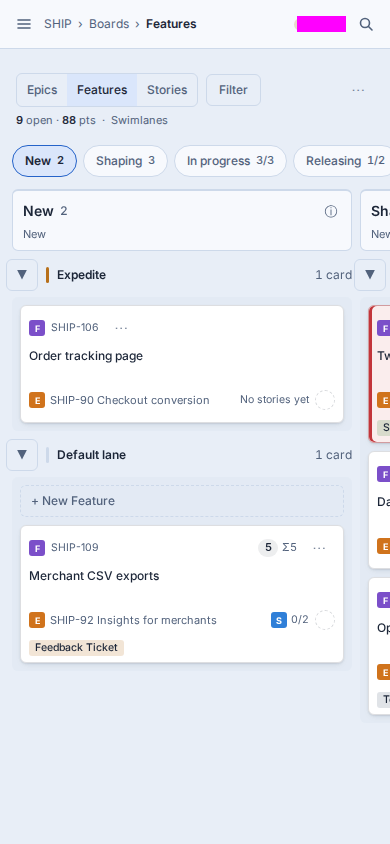 SHIP › Boards › Features
Epics Features Stories Filter ...
9 open · 88 pts · Swimlanes
New 2 Shaping 3 In progress 3/3 Releasing 1/2
New 2
New
Expedite 1 card
F SHIP-106 ...
Order tracking page
E SHIP-90 Checkout conversion No stories yet
Default lane 1 card
+ New Feature
F SHIP-109 5 Σ5 ...
Merchant CSV exports
E SHIP-92 Insights for merchants S 0/2
Feedback Ticket
New
F
E
F
E
F
E